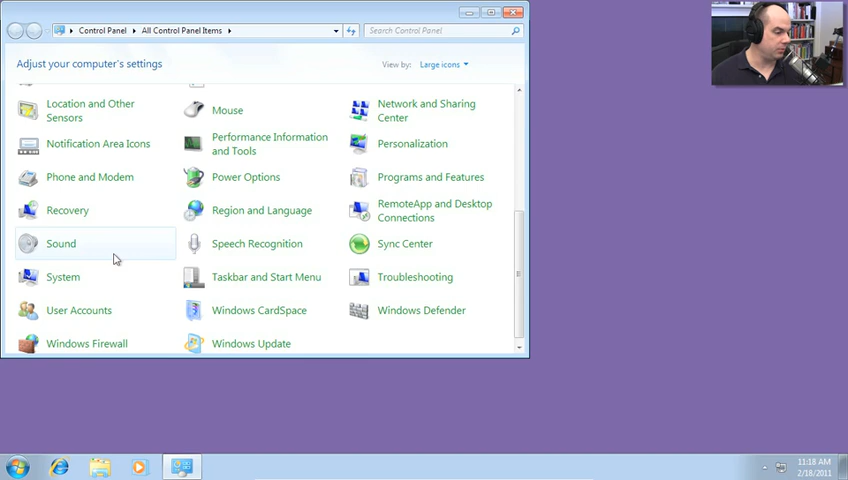 Control Panel ▸ All Control Panel Items ▸
Search Control Panel
Adjust your computer's settings
View by: Large icons
Location and Other Sensors
Mouse
Network and Sharing Center
Notification Area Icons
Performance Information and Tools
Personalization
Phone and Modem
Power Options
Programs and Features
Recovery
Region and Language
RemoteApp and Desktop Connections
Sound
Speech Recognition
Sync Center
System
Taskbar and Start Menu
Troubleshooting
User Accounts
Windows CardSpace
Windows Defender
Windows Firewall
Windows Update
11:18 AM
2/18/2011